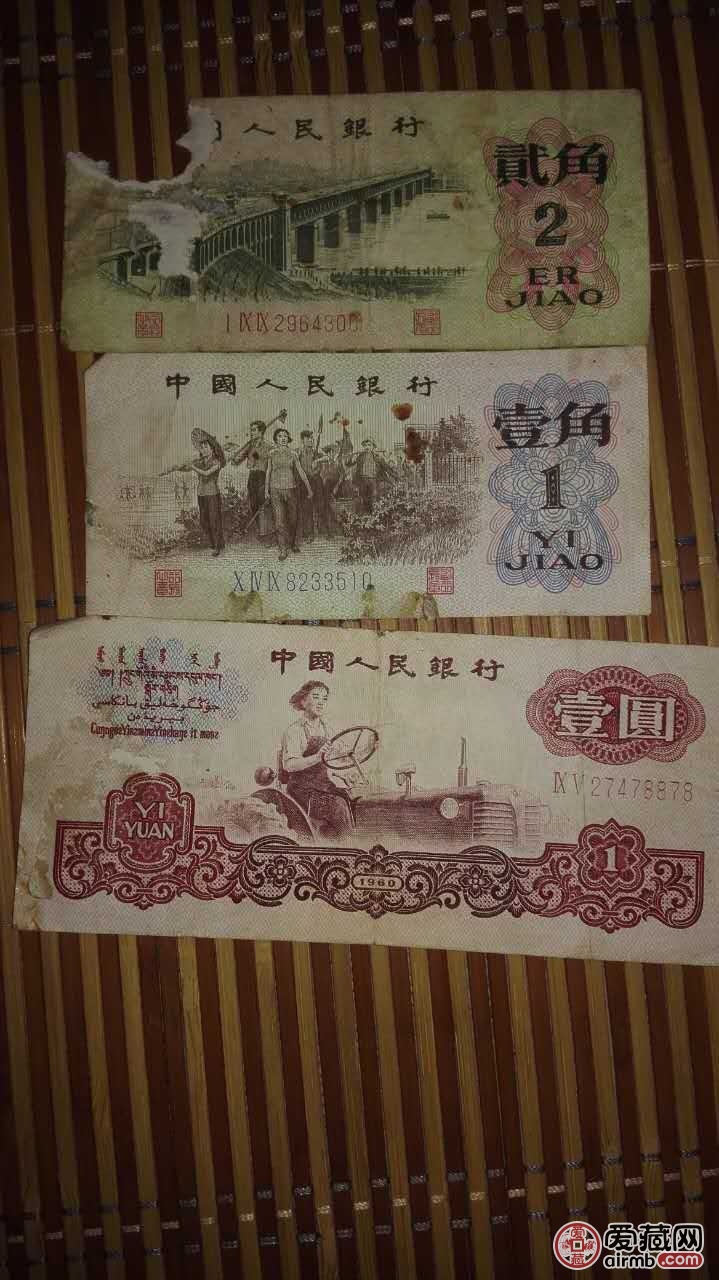 人民銀行
貳角
2
ER
JIAO
I IX IX 2964300
中國人民銀行
壹角
1
YI
JIAO
X IV IX 8233510
中國人民銀行
壹圓
IX V 27478878
YI
YUAN
1960
1
爱藏网
airmb.com